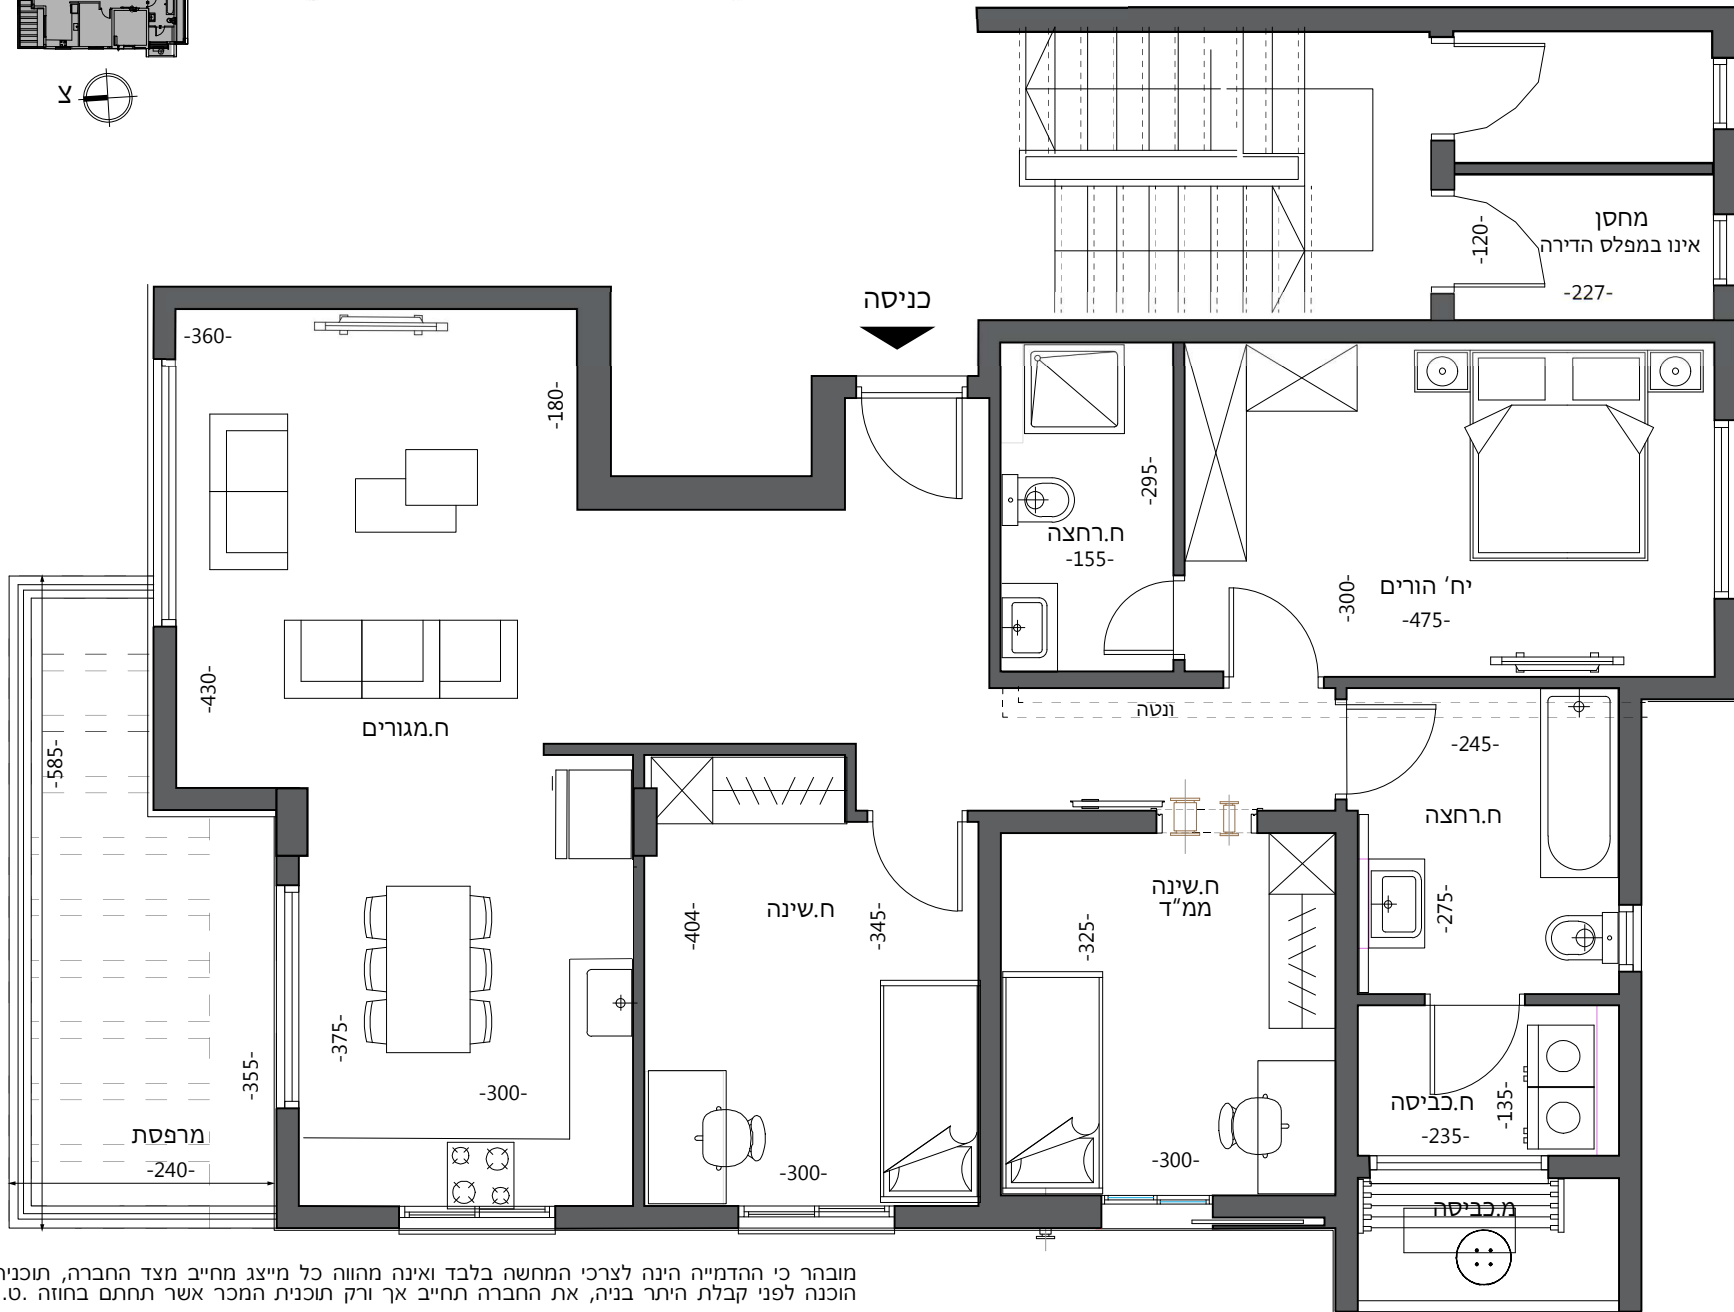 צ
מחסן
אינו במפלס הדירה
-120-
-227-
כניסה
-360-
-180-
-295-
ח.רחצה
-155-
יח' הורים
-300-
-475-
-430-
ח.מגורים
ונטה
-585-
-245-
ח.רחצה
-275-
ח.שינה
-404-
-345-
ח.שינה
ממ"ד
-325-
-375-
-300-
-355-
מרפסת
-240-
-300-
-300-
ח.כביסה
-135-
-235-
מ.כביסה
מובהר כי ההדמייה הינה לצרכי המחשה בלבד ואינה מהווה כל מייצג מחייב מצד החברה, תוכנית
הוכנה לפני קבלת היתר בניה, את החברה תחייב אך ורק תוכנית המכר אשר תחתם בחוזה .ט.